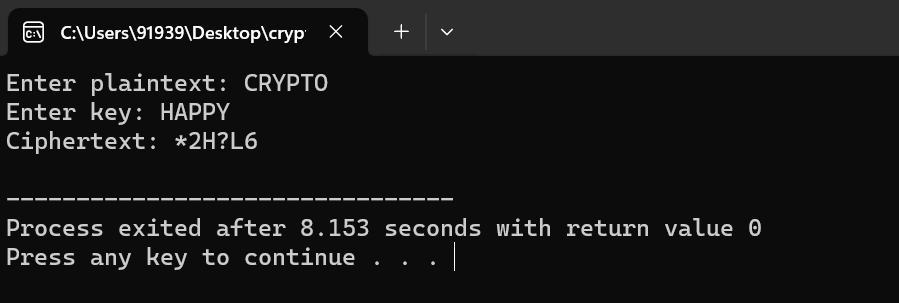 C:\Users\91939\Desktop\cryp
Enter plaintext: CRYPTO
Enter key: HAPPY
Ciphertext: *2H?L6
--------------------------------
Process exited after 8.153 seconds with return value 0
Press any key to continue . . .